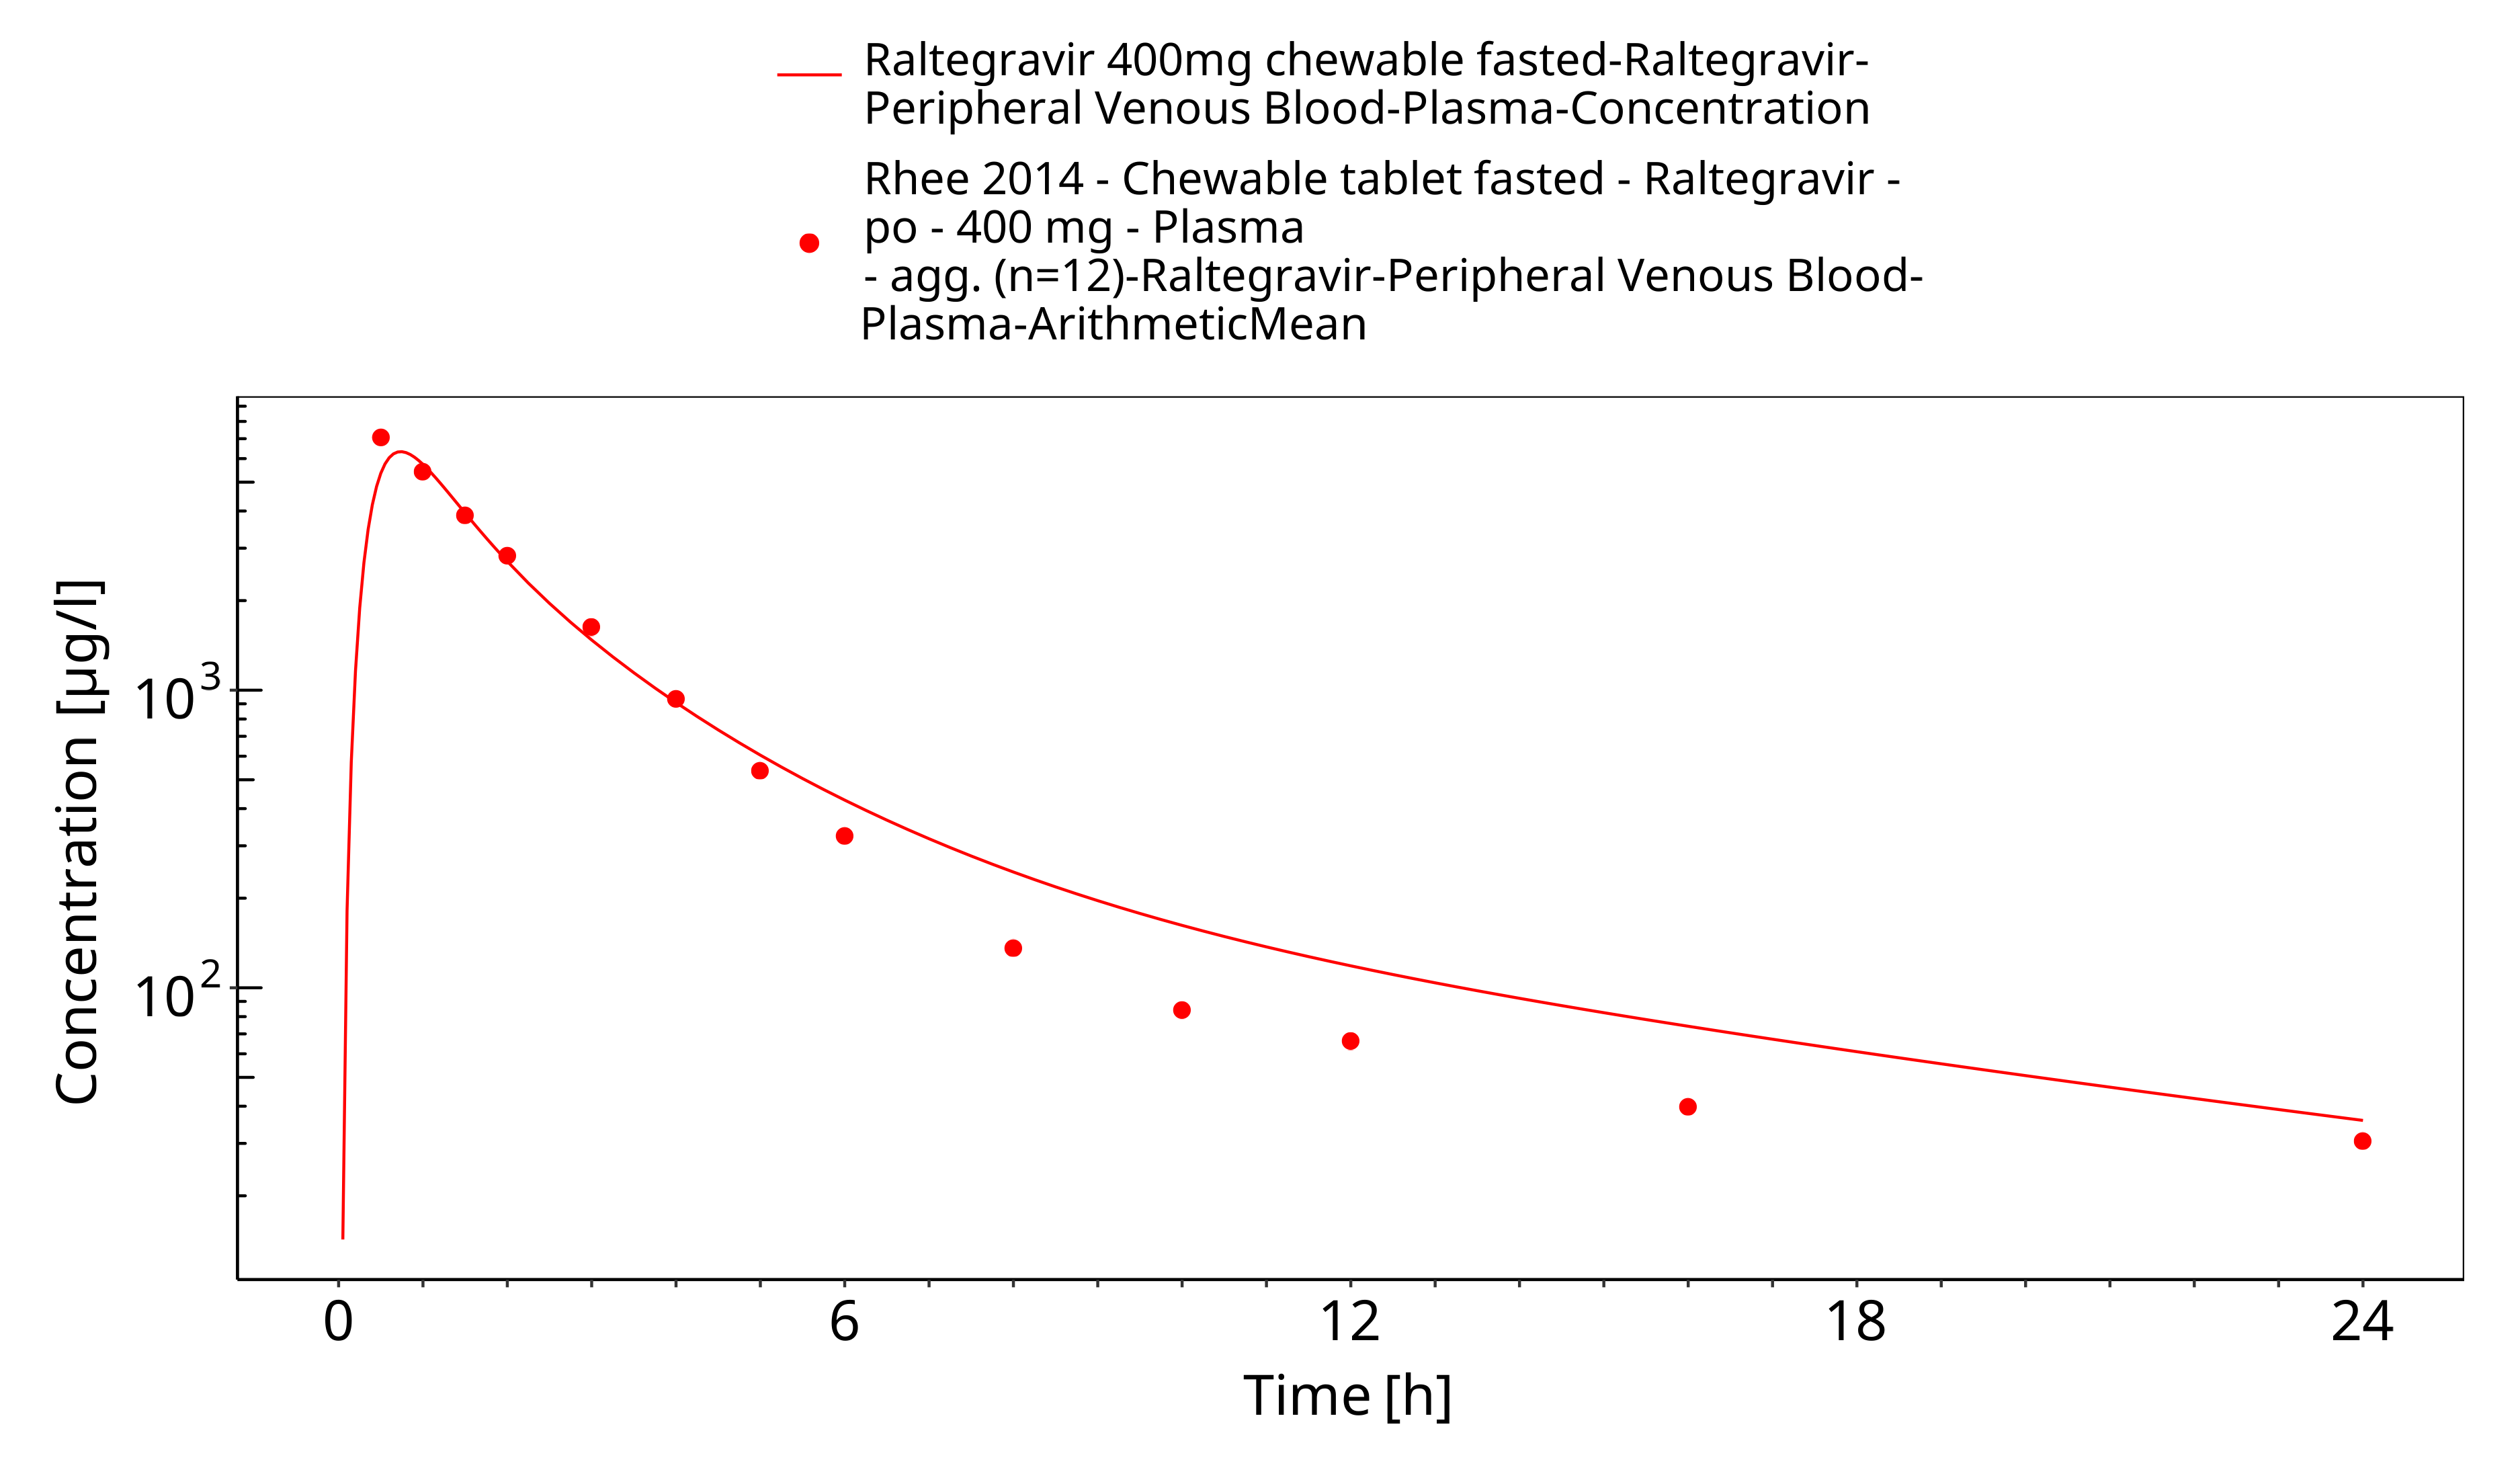 Raltegravir 400mg chewable fasted-Raltegravir-
Peripheral Venous Blood-Plasma-Concentration
Rhee 2014 - Chewable tablet fasted - Raltegravir -
po - 400 mg - Plasma
- agg. (n=12)-Raltegravir-Peripheral Venous Blood-
Plasma-ArithmeticMean
Concentration [µg/l]
10³
10²
0 6 12 18 24
Time [h]